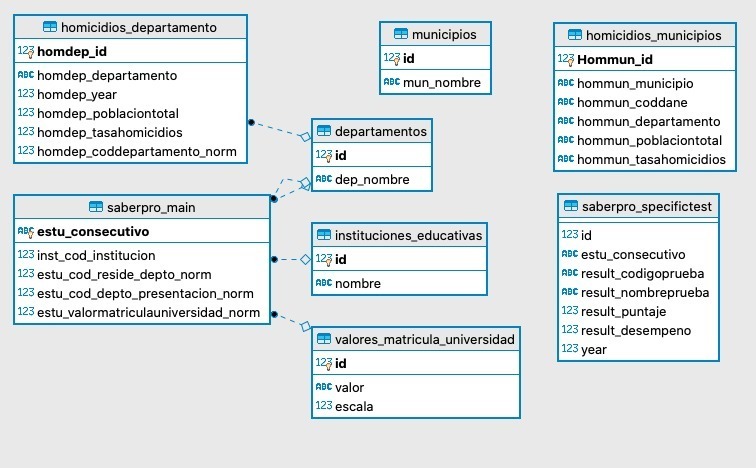 homicidios_departamento
123 homdep_id
ABC homdep_departamento
123 homdep_year
123 homdep_poblaciontotal
123 homdep_tasahomicidios
123 homdep_coddepartamento_norm
municipios
123 id
ABC mun_nombre
homicidios_municipios
123 Hommun_id
ABC hommun_municipio
ABC hommun_coddane
ABC hommun_departamento
ABC hommun_poblaciontotal
ABC hommun_tasahomicidios
departamentos
123 id
ABC dep_nombre
saberpro_main
ABC estu_consecutivo
123 inst_cod_institucion
123 estu_cod_reside_depto_norm
123 estu_cod_depto_presentacion_norm
123 estu_valormatriculauniversidad_norm
instituciones_educativas
123 id
ABC nombre
saberpro_specifictest
123 id
ABC estu_consecutivo
ABC result_codigoprueba
ABC result_nombreprueba
123 result_puntaje
123 result_desempeno
123 year
valores_matricula_universidad
123 id
ABC valor
123 escala